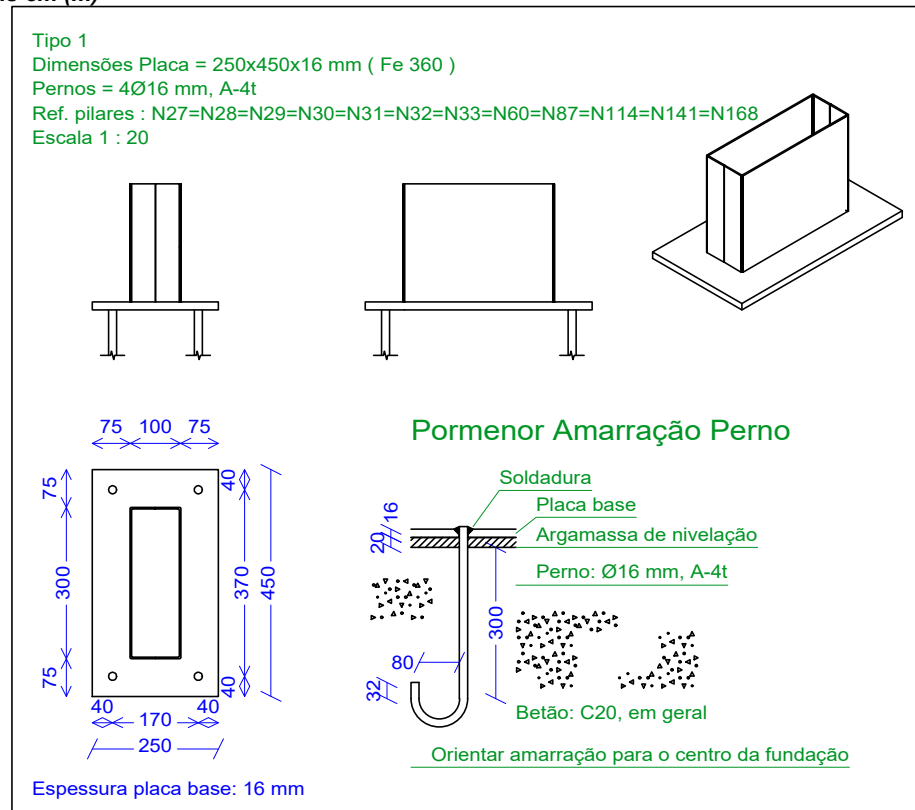 Tipo 1
Dimensões Placa = 250x450x16 mm ( Fe 360 )
Pernos = 4Ø16 mm, A-4t
Ref. pilares : N27=N28=N29=N30=N31=N32=N33=N60=N87=N114=N141=N168
Escala 1 : 20
75 100 75
75
300
75
40
370
40
450
40 170 40
250
Espessura placa base: 16 mm
Pormenor Amarração Perno
Soldadura
Placa base
Argamassa de nivelação
Perno: Ø16 mm, A-4t
16
20
300
80
32
Betão: C20, em geral
Orientar amarração para o centro da fundação